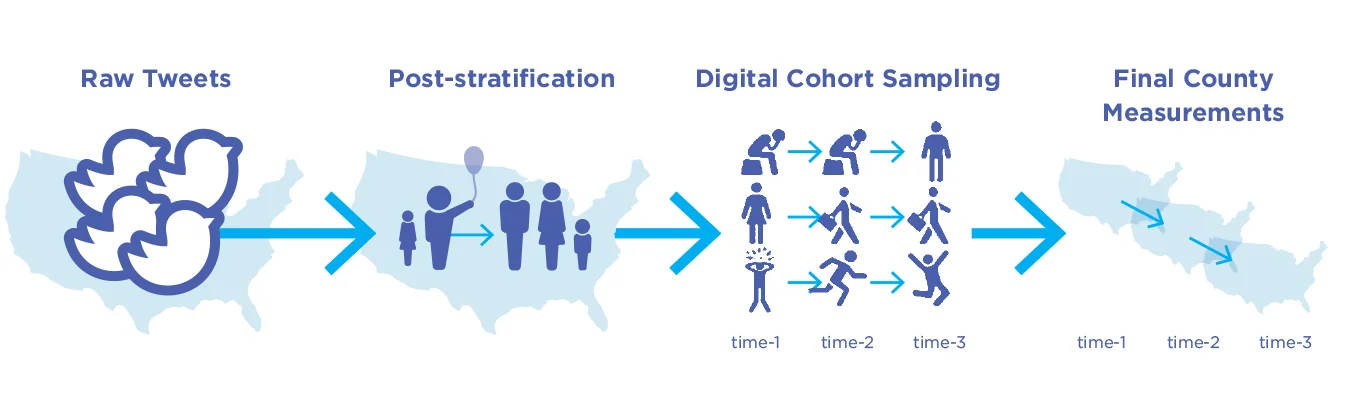 Raw Tweets
Post-stratification
Digital Cohort Sampling
Final County
Measurements
time-1
time-2
time-3
time-1
time-2
time-3